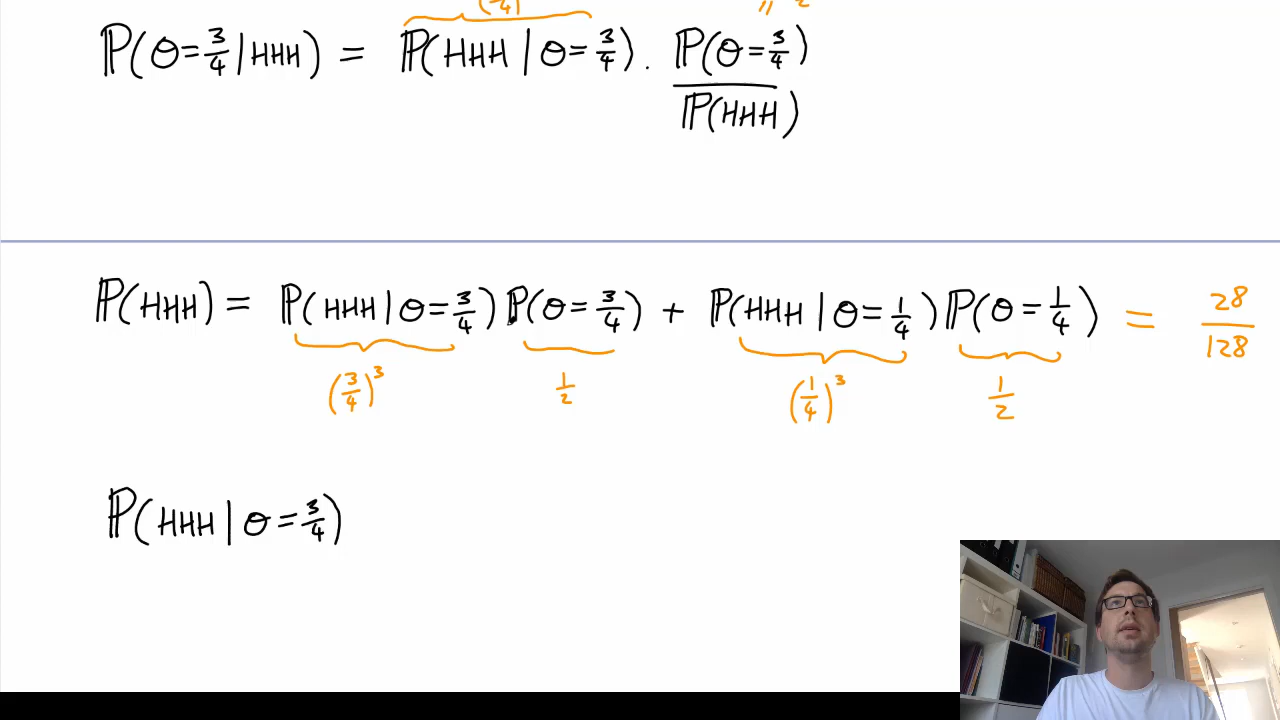 ℙ(θ=3/4|HHH) = ℙ(HHH|θ=3/4) · ℙ(θ=3/4)
ℙ(HHH)
ℙ(HHH) = ℙ(HHH|θ=3/4) ℙ(θ=3/4) + ℙ(HHH|θ=1/4) ℙ(θ=1/4) = 28/128
(3/4)³ 1/2 (1/4)³ 1/2
ℙ(HHH|θ=3/4)